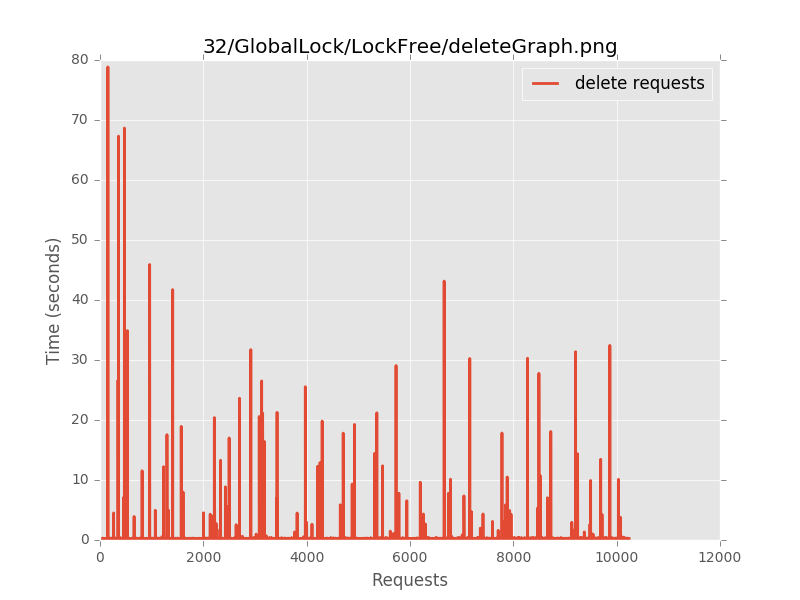 32/GlobalLock/LockFree/deleteGraph.png
delete requests
80
70
60
50
40
30
20
10
0
Time (seconds)
0 2000 4000 6000 8000 10000 12000
Requests